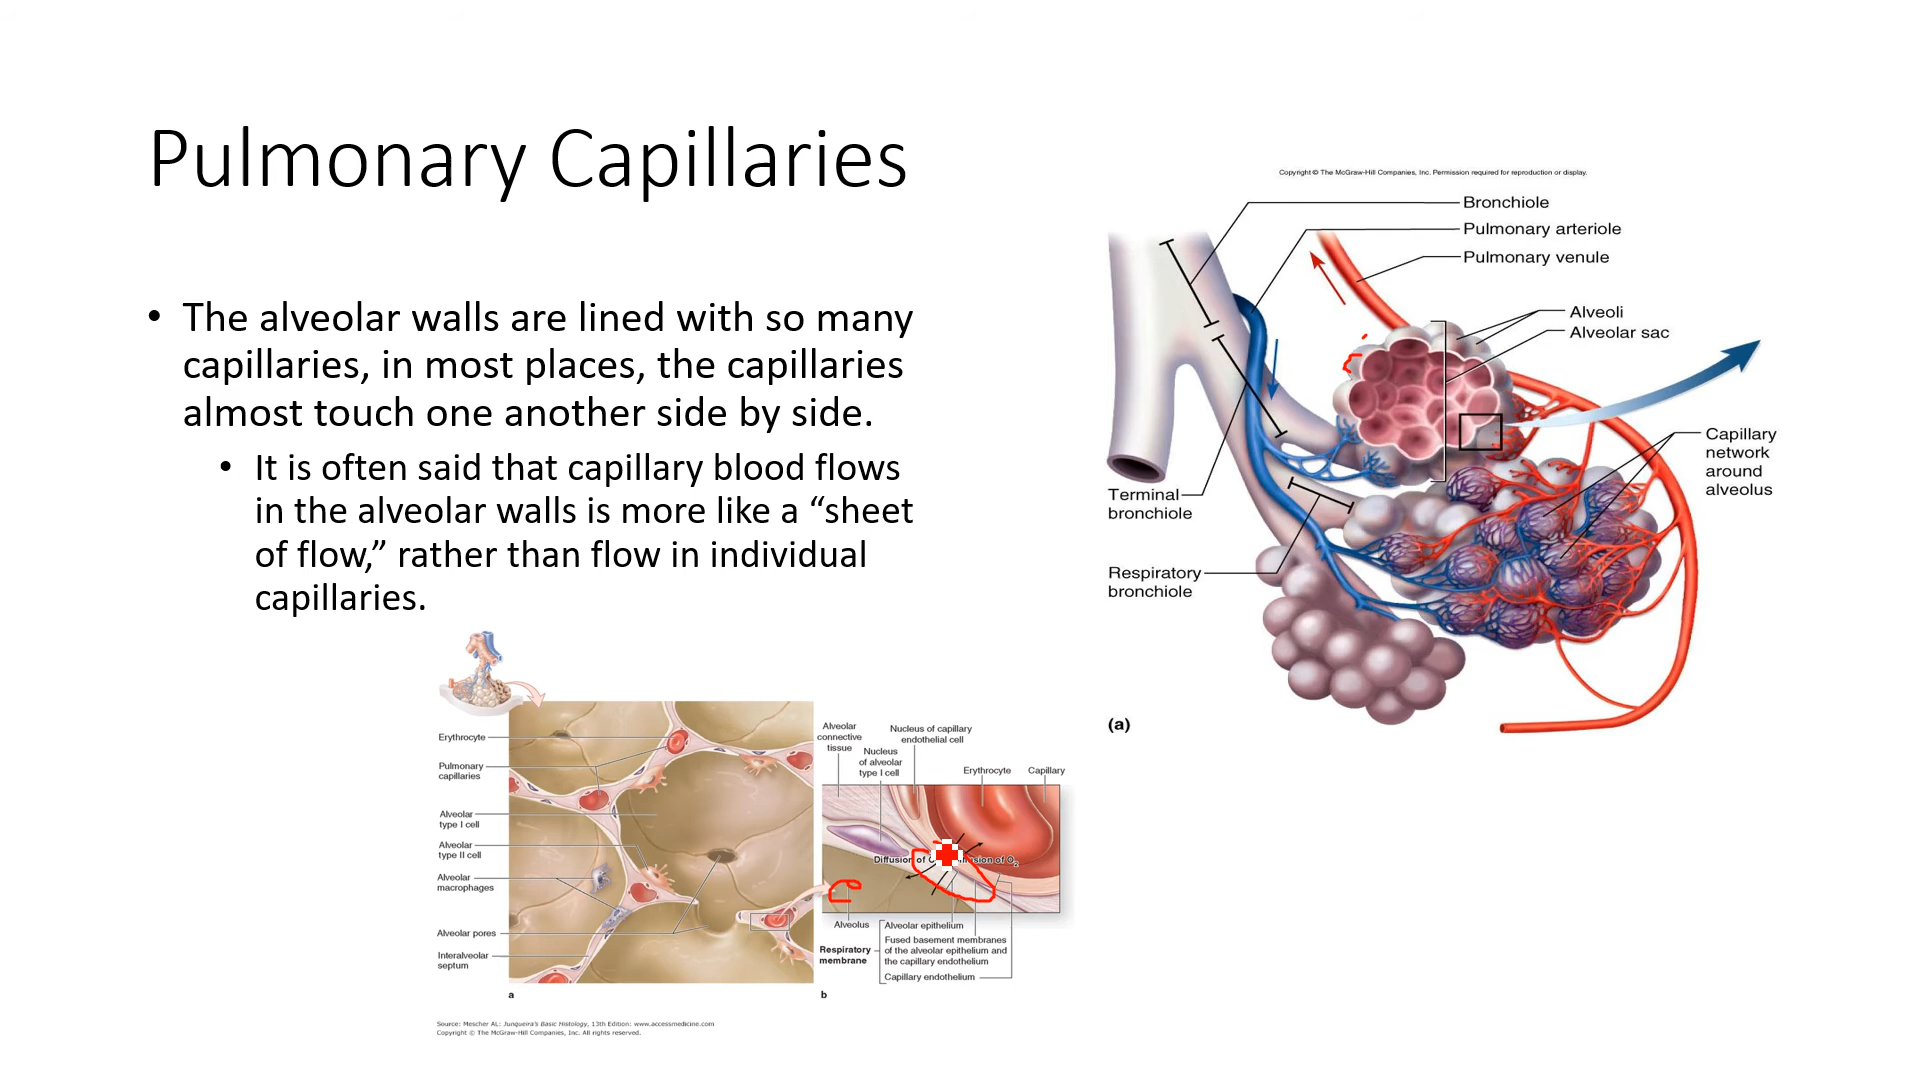 Pulmonary Capillaries
• The alveolar walls are lined with so many
capillaries, in most places, the capillaries
almost touch one another side by side.
• It is often said that capillary blood flows
in the alveolar walls is more like a “sheet
of flow,” rather than flow in individual
capillaries.
Copyright © The McGraw-Hill Companies, Inc. Permission required for reproduction or display.
Bronchiole
Pulmonary arteriole
Pulmonary venule
Alveoli
Alveolar sac
Capillary
network
around
alveolus
Terminal
bronchiole
Respiratory
bronchiole
(a)
Erythrocyte
Pulmonary
capillaries
Alveolar
type I cell
Alveolar
type II cell
Alveolar
macrophages
Alveolar pores
Interalveolar
septum
a
Alveolar
connective
tissue
Nucleus
of alveolar
type I cell
Nucleus of capillary
endothelial cell
Erythrocyte
Capillary
Diffusion of
of O2
Alveolus
Respiratory
membrane
Alveolar epithelium
Fused basement membranes
of the alveolar epithelium and
the capillary endothelium
Capillary endothelium
b
Source: Mescher AL: Junqueira's Basic Histology, 13th Edition: www.accessmedicine.com
Copyright © The McGraw-Hill Companies, Inc. All rights reserved.